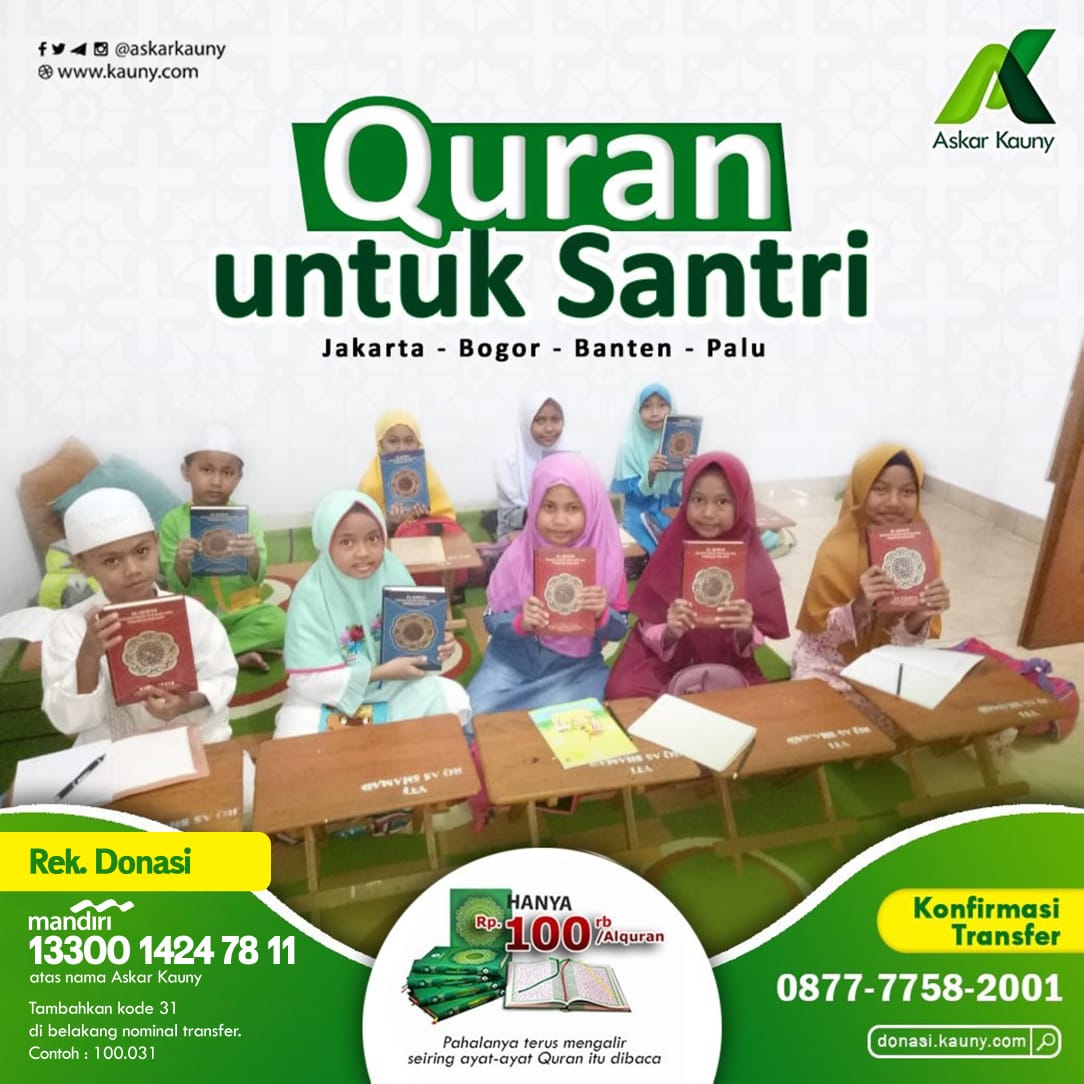 @askarkauny
www.kauny.com
Askar Kauny
Quran
untuk Santri
Jakarta - Bogor - Banten - Palu
Rek. Donasi
mandiri
13300 1424 78 11
atas nama Askar Kauny
Tambahkan kode 31
di belakang nominal transfer.
Contoh : 100.031
HANYA
Rp. 100 rb /Alquran
Pahalanya terus mengalir
seiring ayat-ayat Quran itu dibaca
Konfirmasi
Transfer
0877-7758-2001
donasi.kauny.com